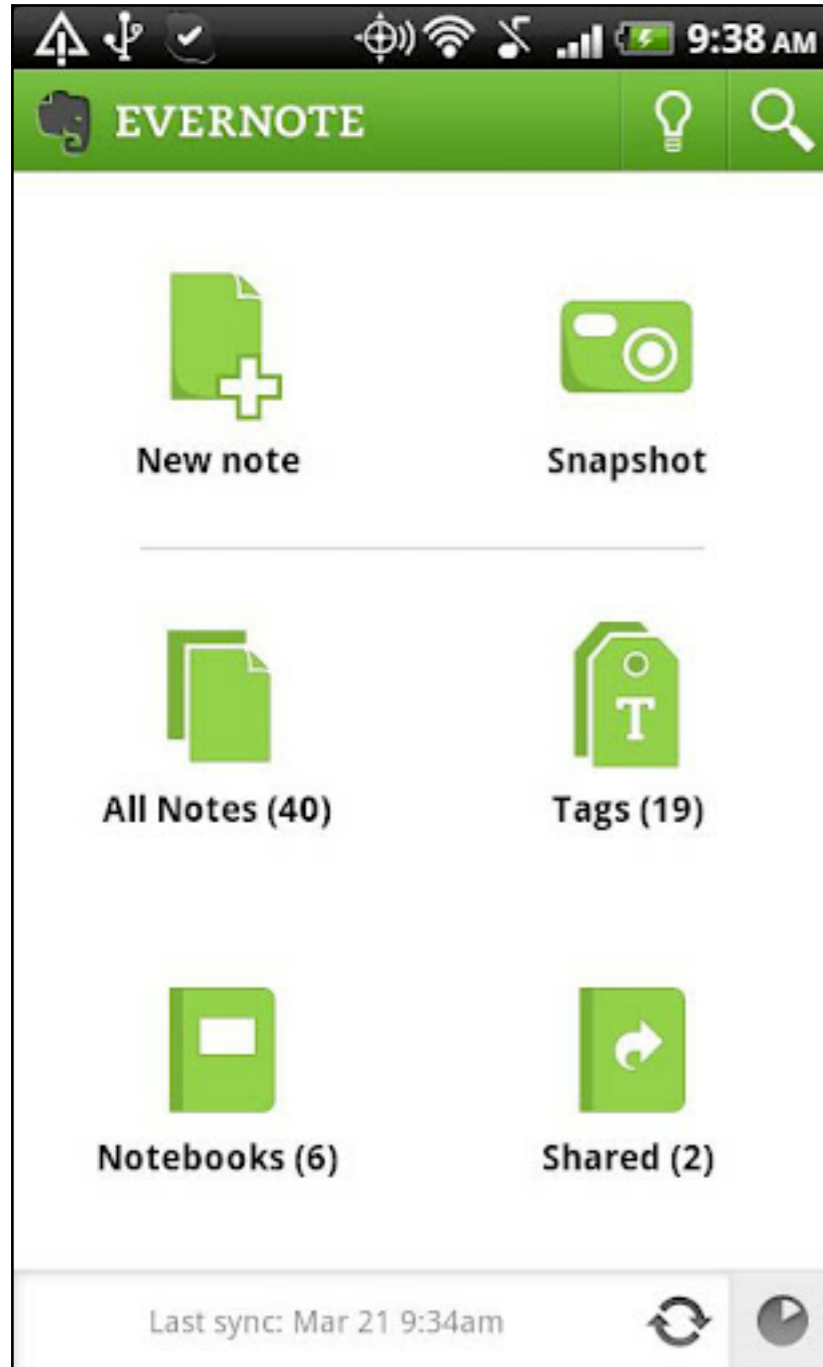 9:38 AM
EVERNOTE
New note
Snapshot
All Notes (40)
T
Tags (19)
Notebooks (6)
Shared (2)
Last sync: Mar 21 9:34am